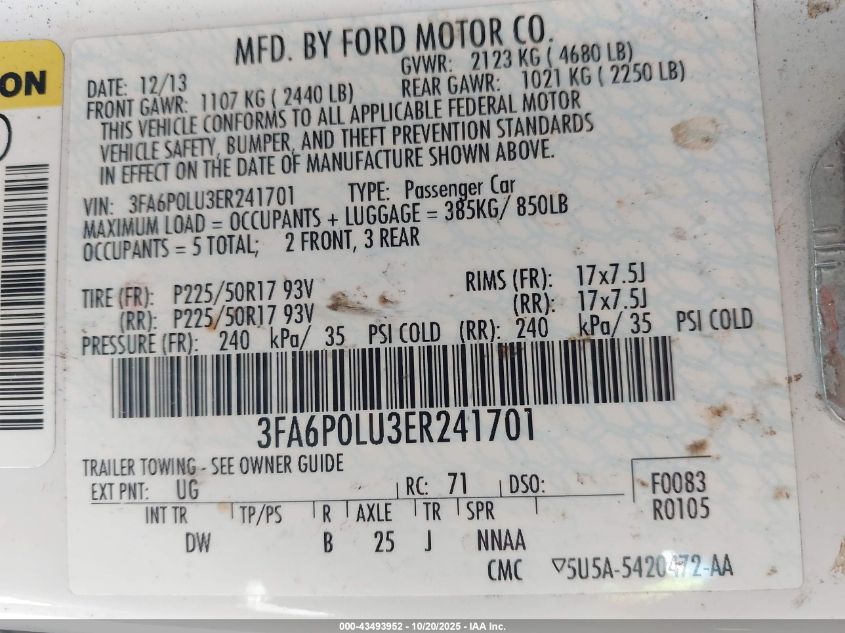 ON
MFD. BY FORD MOTOR CO.
DATE: 12/13 GVWR: 2123 KG ( 4680 LB)
FRONT GAWR: 1107 KG ( 2440 LB) REAR GAWR: 1021 KG ( 2250 LB)
THIS VEHICLE CONFORMS TO ALL APPLICABLE FEDERAL MOTOR
VEHICLE SAFETY, BUMPER, AND THEFT PREVENTION STANDARDS
IN EFFECT ON THE DATE OF MANUFACTURE SHOWN ABOVE.
VIN: 3FA6P0LU3ER241701 TYPE: Passenger Car
MAXIMUM LOAD = OCCUPANTS + LUGGAGE = 385KG/ 850LB
OCCUPANTS = 5 TOTAL; 2 FRONT, 3 REAR
TIRE (FR): P225/50R17 93V RIMS (FR): 17x7.5J
(RR): P225/50R17 93V (RR): 17x7.5J
PRESSURE (FR): 240 kPa/ 35 PSI COLD (RR): 240 kPa/ 35 PSI COLD
3FA6P0LU3ER241701
TRAILER TOWING - SEE OWNER GUIDE
EXT PNT: UG RC: 71 DSO: F0083
INT TR TP/PS R AXLE TR SPR R0105
DW B 25 J NNAA
CMC ▽5U5A-5420472-AA
000-43493952 | 10/20/2025 - IAA Inc.